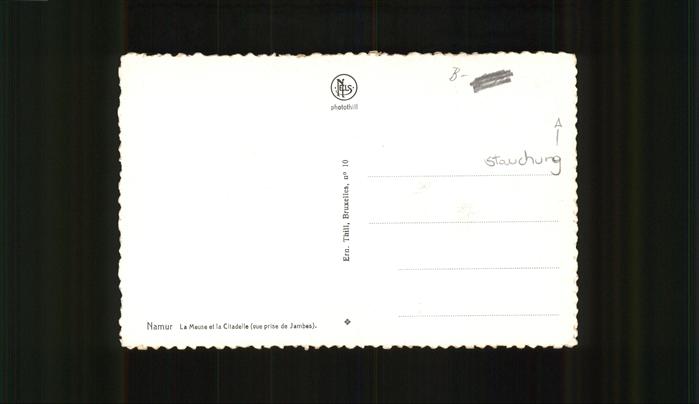 NELS
photothill
B-
stauchung
Ern. Thill, Bruxelles, nº 10
Namur La Meuse et la Citadelle (vue prise de Jambes).